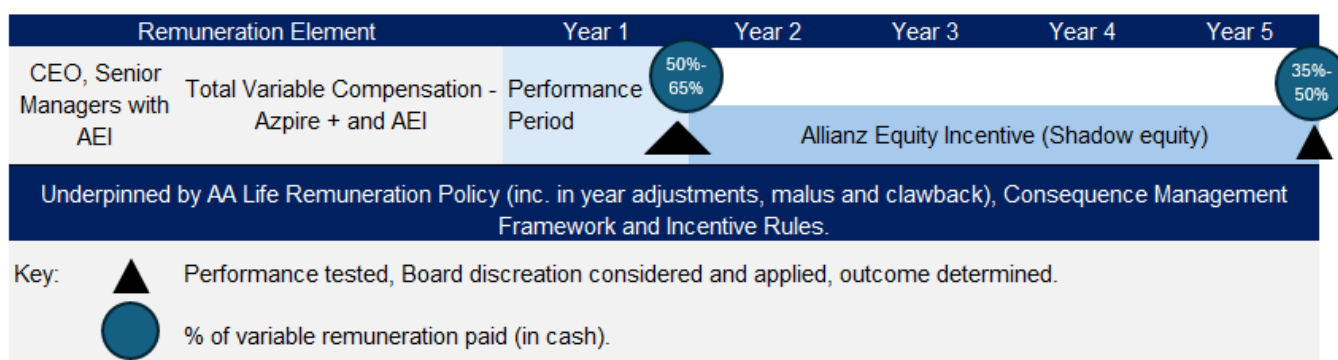 Remuneration Element Year 1 Year 2 Year 3 Year 4 Year 5
CEO, Senior
Managers with
AEI
Total Variable Compensation -
Azpire + and AEI
Performance
Period
50%-
65%
35%-
50%
Allianz Equity Incentive (Shadow equity)
Underpinned by AA Life Remuneration Policy (inc. in year adjustments, malus and clawback), Consequence Management
Framework and Incentive Rules.
Key:
Performance tested, Board discreation considered and applied, outcome determined.
% of variable remuneration paid (in cash).